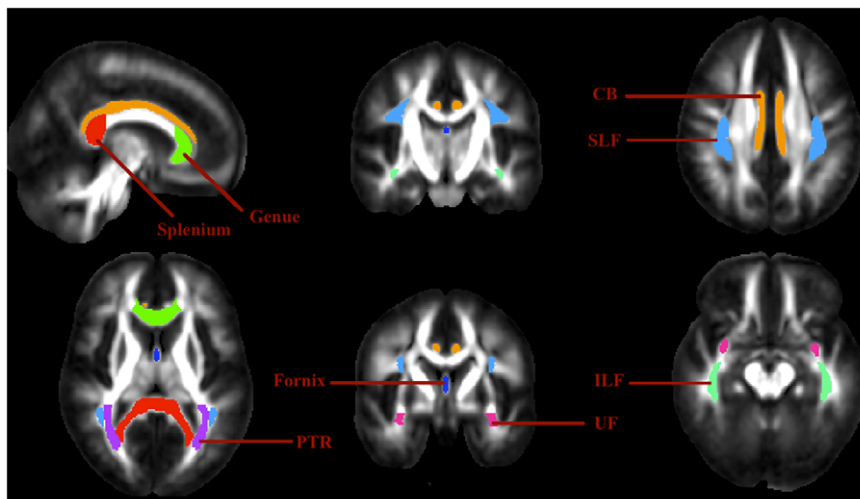 CB
SLF
Genue
Splenium
Fornix
ILF
UF
PTR